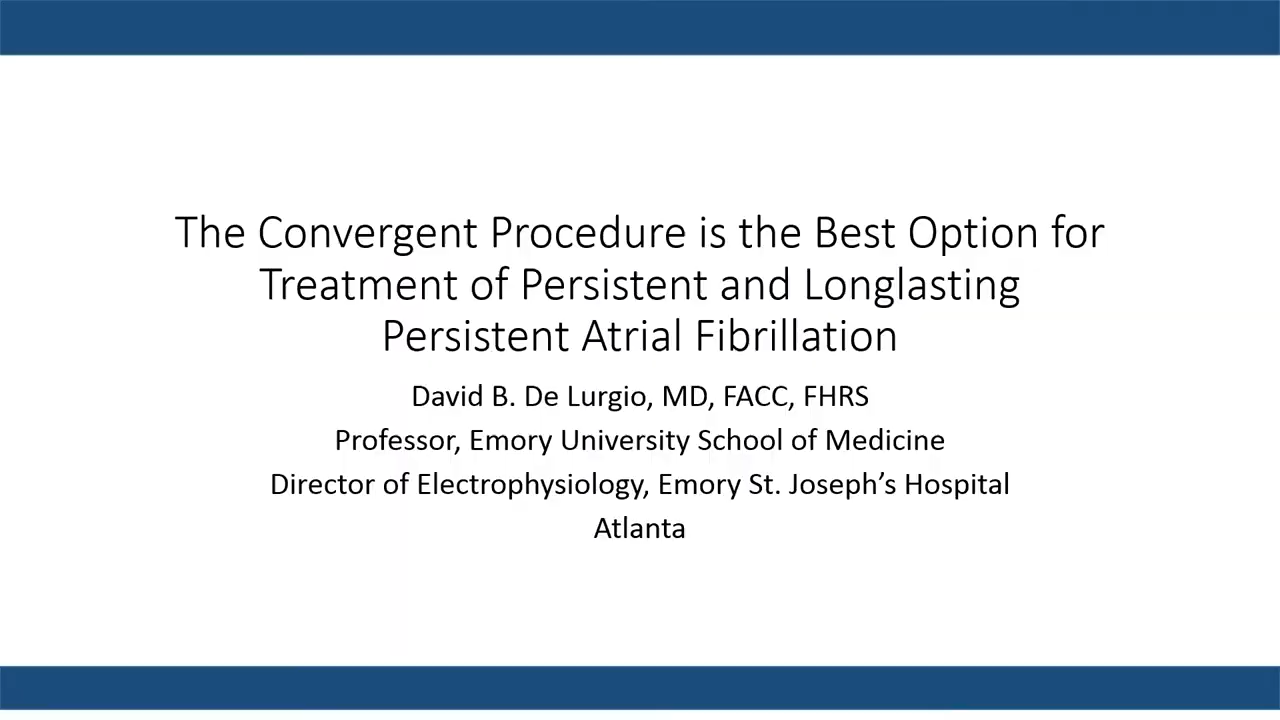 The Convergent Procedure is the Best Option for
Treatment of Persistent and Longlasting
Persistent Atrial Fibrillation
David B. De Lurgio, MD, FACC, FHRS
Professor, Emory University School of Medicine
Director of Electrophysiology, Emory St. Joseph’s Hospital
Atlanta